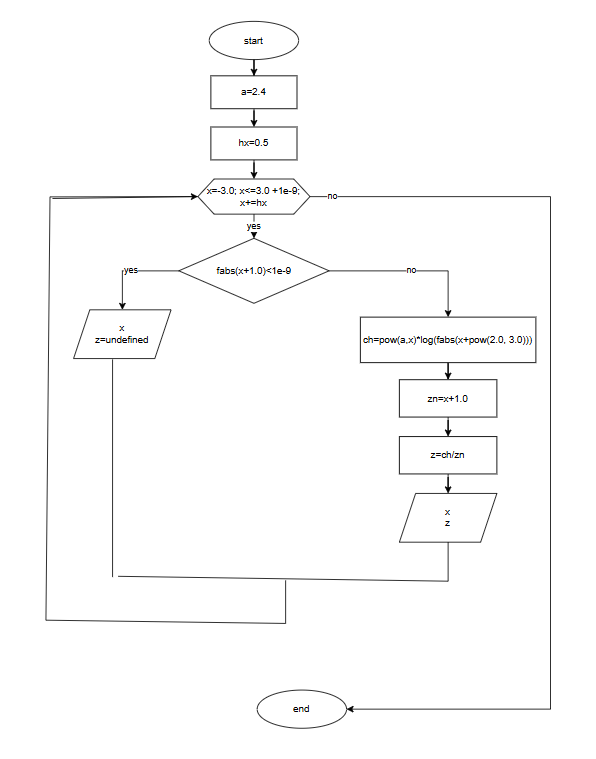 start
a=2.4
hx=0.5
x=-3.0; x<=3.0 +1e-9;
x+=hx
no
yes
fabs(x+1.0)<1e-9
yes
no
x
z=undefined
ch=pow(a,x)*log(fabs(x+pow(2.0, 3.0)))
zn=x+1.0
z=ch/zn
x
z
end